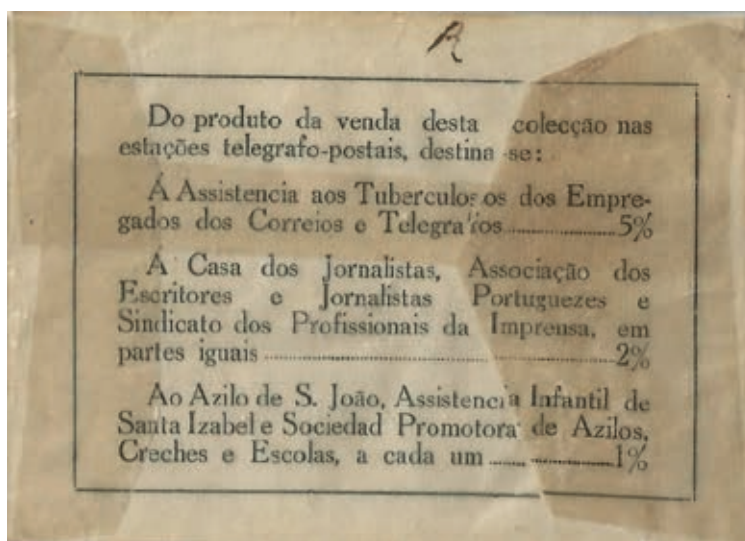 R
Do produto da venda desta colecção nas
estações telegrafo-postais, destina-se:
Á Assistencia aos Tuberculosos dos Empre-
gados dos Correios e Telegrafos.....................5%
Á Casa dos Jornalistas, Associação dos
Escritores e Jornalistas Portuguezes e
Sindicato dos Profissionais da Imprensa, em
partes iguais.....................2%
Ao Azilo de S. João, Assistencia Infantil de
Santa Izabel e Sociedad Promotora de Azilos,
Creches e Escolas, a cada um.....................1%